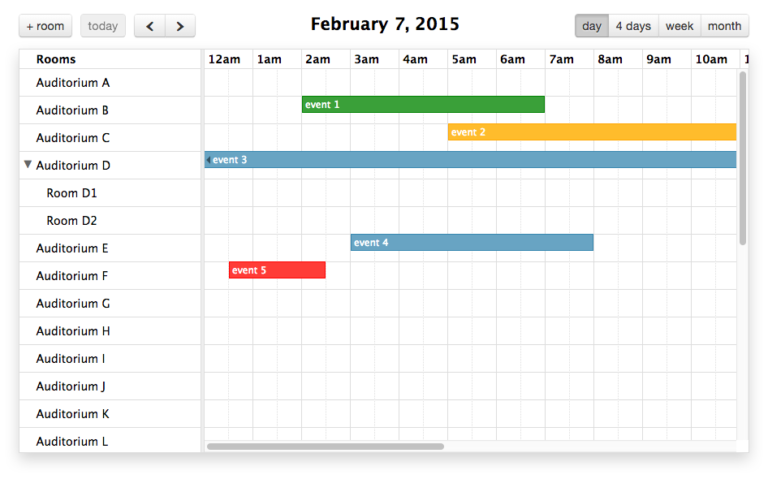 + room today < > February 7, 2015 day 4 days week month
Rooms 12am 1am 2am 3am 4am 5am 6am 7am 8am 9am 10am 1
Auditorium A
Auditorium B event 1
Auditorium C event 2
Auditorium D event 3
Room D1
Room D2
Auditorium E event 4
Auditorium F event 5
Auditorium G
Auditorium H
Auditorium I
Auditorium J
Auditorium K
Auditorium L